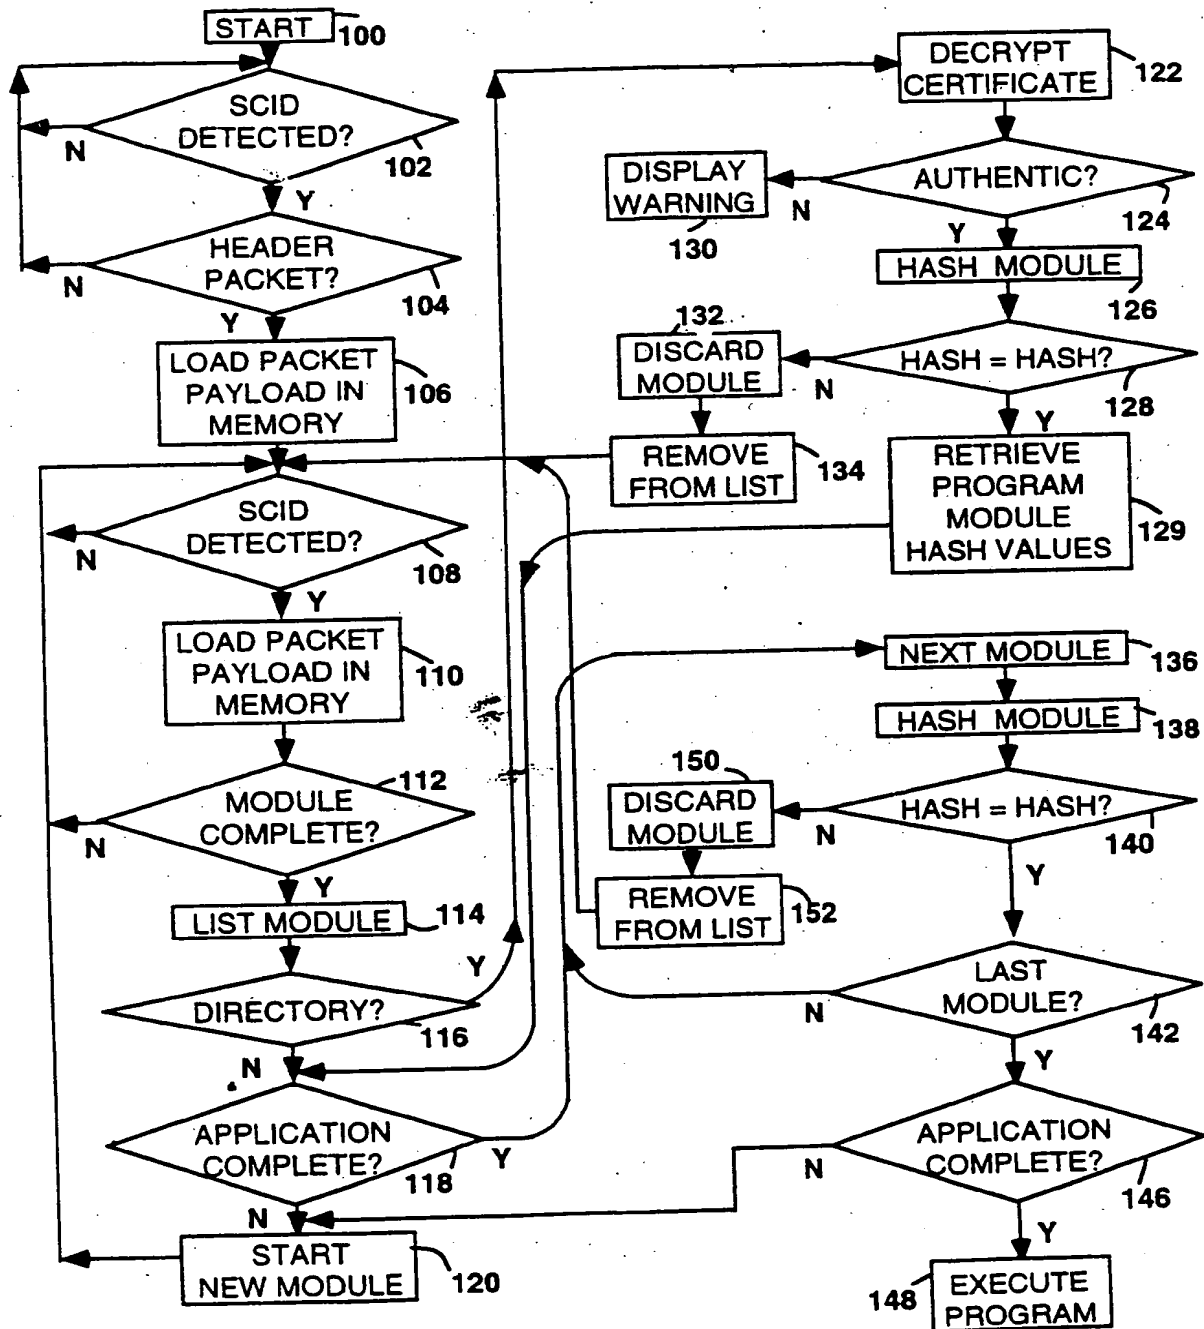 START
100
SCID
DETECTED?
102
N
Y
HEADER
PACKET?
104
N
Y
LOAD PACKET
PAYLOAD IN
MEMORY
106
SCID
DETECTED?
108
N
Y
LOAD PACKET
PAYLOAD IN
MEMORY
110
MODULE
COMPLETE?
112
N
Y
LIST MODULE
114
DIRECTORY?
116
Y
N
APPLICATION
COMPLETE?
118
Y
N
START
NEW MODULE
120
DECRYPT
CERTIFICATE
122
AUTHENTIC?
124
N
Y
DISPLAY
WARNING
130
HASH MODULE
126
HASH = HASH?
128
N
Y
132
DISCARD
MODULE
REMOVE
FROM LIST
134
RETRIEVE
PROGRAM
MODULE
HASH VALUES
129
NEXT MODULE
136
HASH MODULE
138
HASH = HASH?
140
N
Y
150
DISCARD
MODULE
REMOVE
FROM LIST
152
LAST
MODULE?
142
N
Y
APPLICATION
COMPLETE?
146
N
Y
148
EXECUTE
PROGRAM